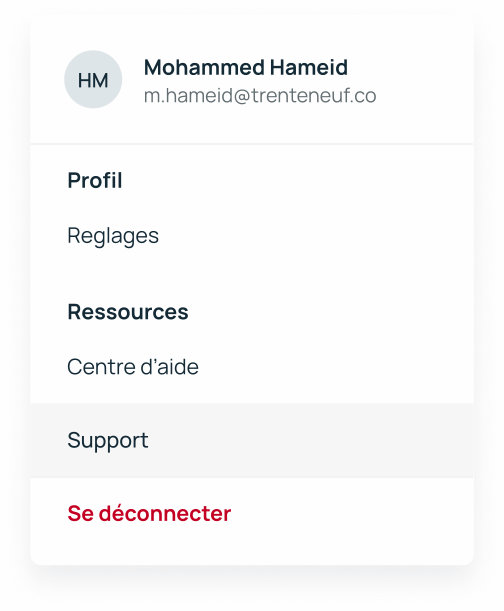 HM
Mohammed Hameid
m.hameid@trenteneuf.co
Profil
Reglages
Ressources
Centre d’aide
Support
Se déconnecter